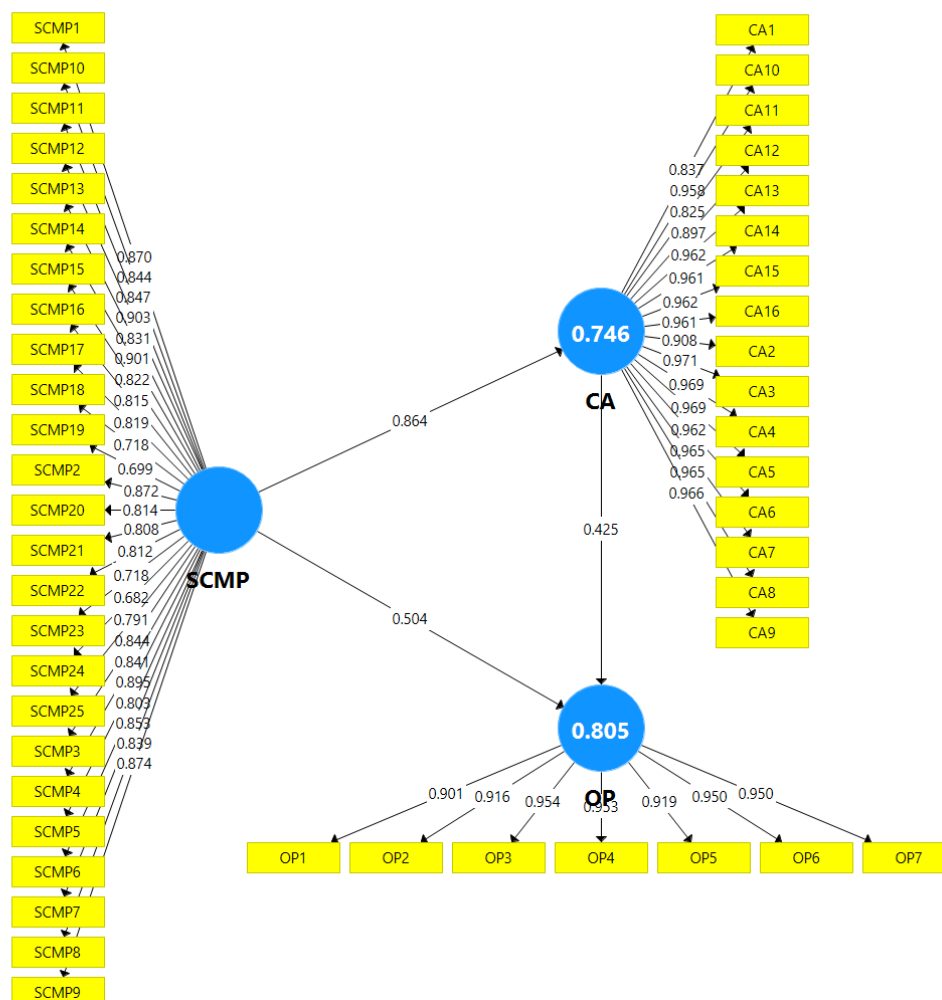 SCMP1
SCMP10
SCMP11
SCMP12
SCMP13
SCMP14
SCMP15
SCMP16
SCMP17
SCMP18
SCMP19
SCMP2
SCMP20
SCMP21
SCMP22
SCMP23
SCMP24
SCMP25
SCMP3
SCMP4
SCMP5
SCMP6
SCMP7
SCMP8
SCMP9
0.870
0.844
0.847
0.903
0.831
0.901
0.822
0.815
0.819
0.718
0.699
0.872
0.814
0.808
0.812
0.718
0.682
0.791
0.844
0.841
0.895
0.803
0.853
0.839
0.874
SCMP
0.864
0.504
0.746
CA
0.425
0.837
0.958
0.825
0.897
0.962
0.961
0.962
0.961
0.908
0.971
0.969
0.969
0.962
0.965
0.965
0.966
CA1
CA10
CA11
CA12
CA13
CA14
CA15
CA16
CA2
CA3
CA4
CA5
CA6
CA7
CA8
CA9
0.805
OP
0.901
0.916
0.954
0.953
0.919
0.950
0.950
OP1
OP2
OP3
OP4
OP5
OP6
OP7